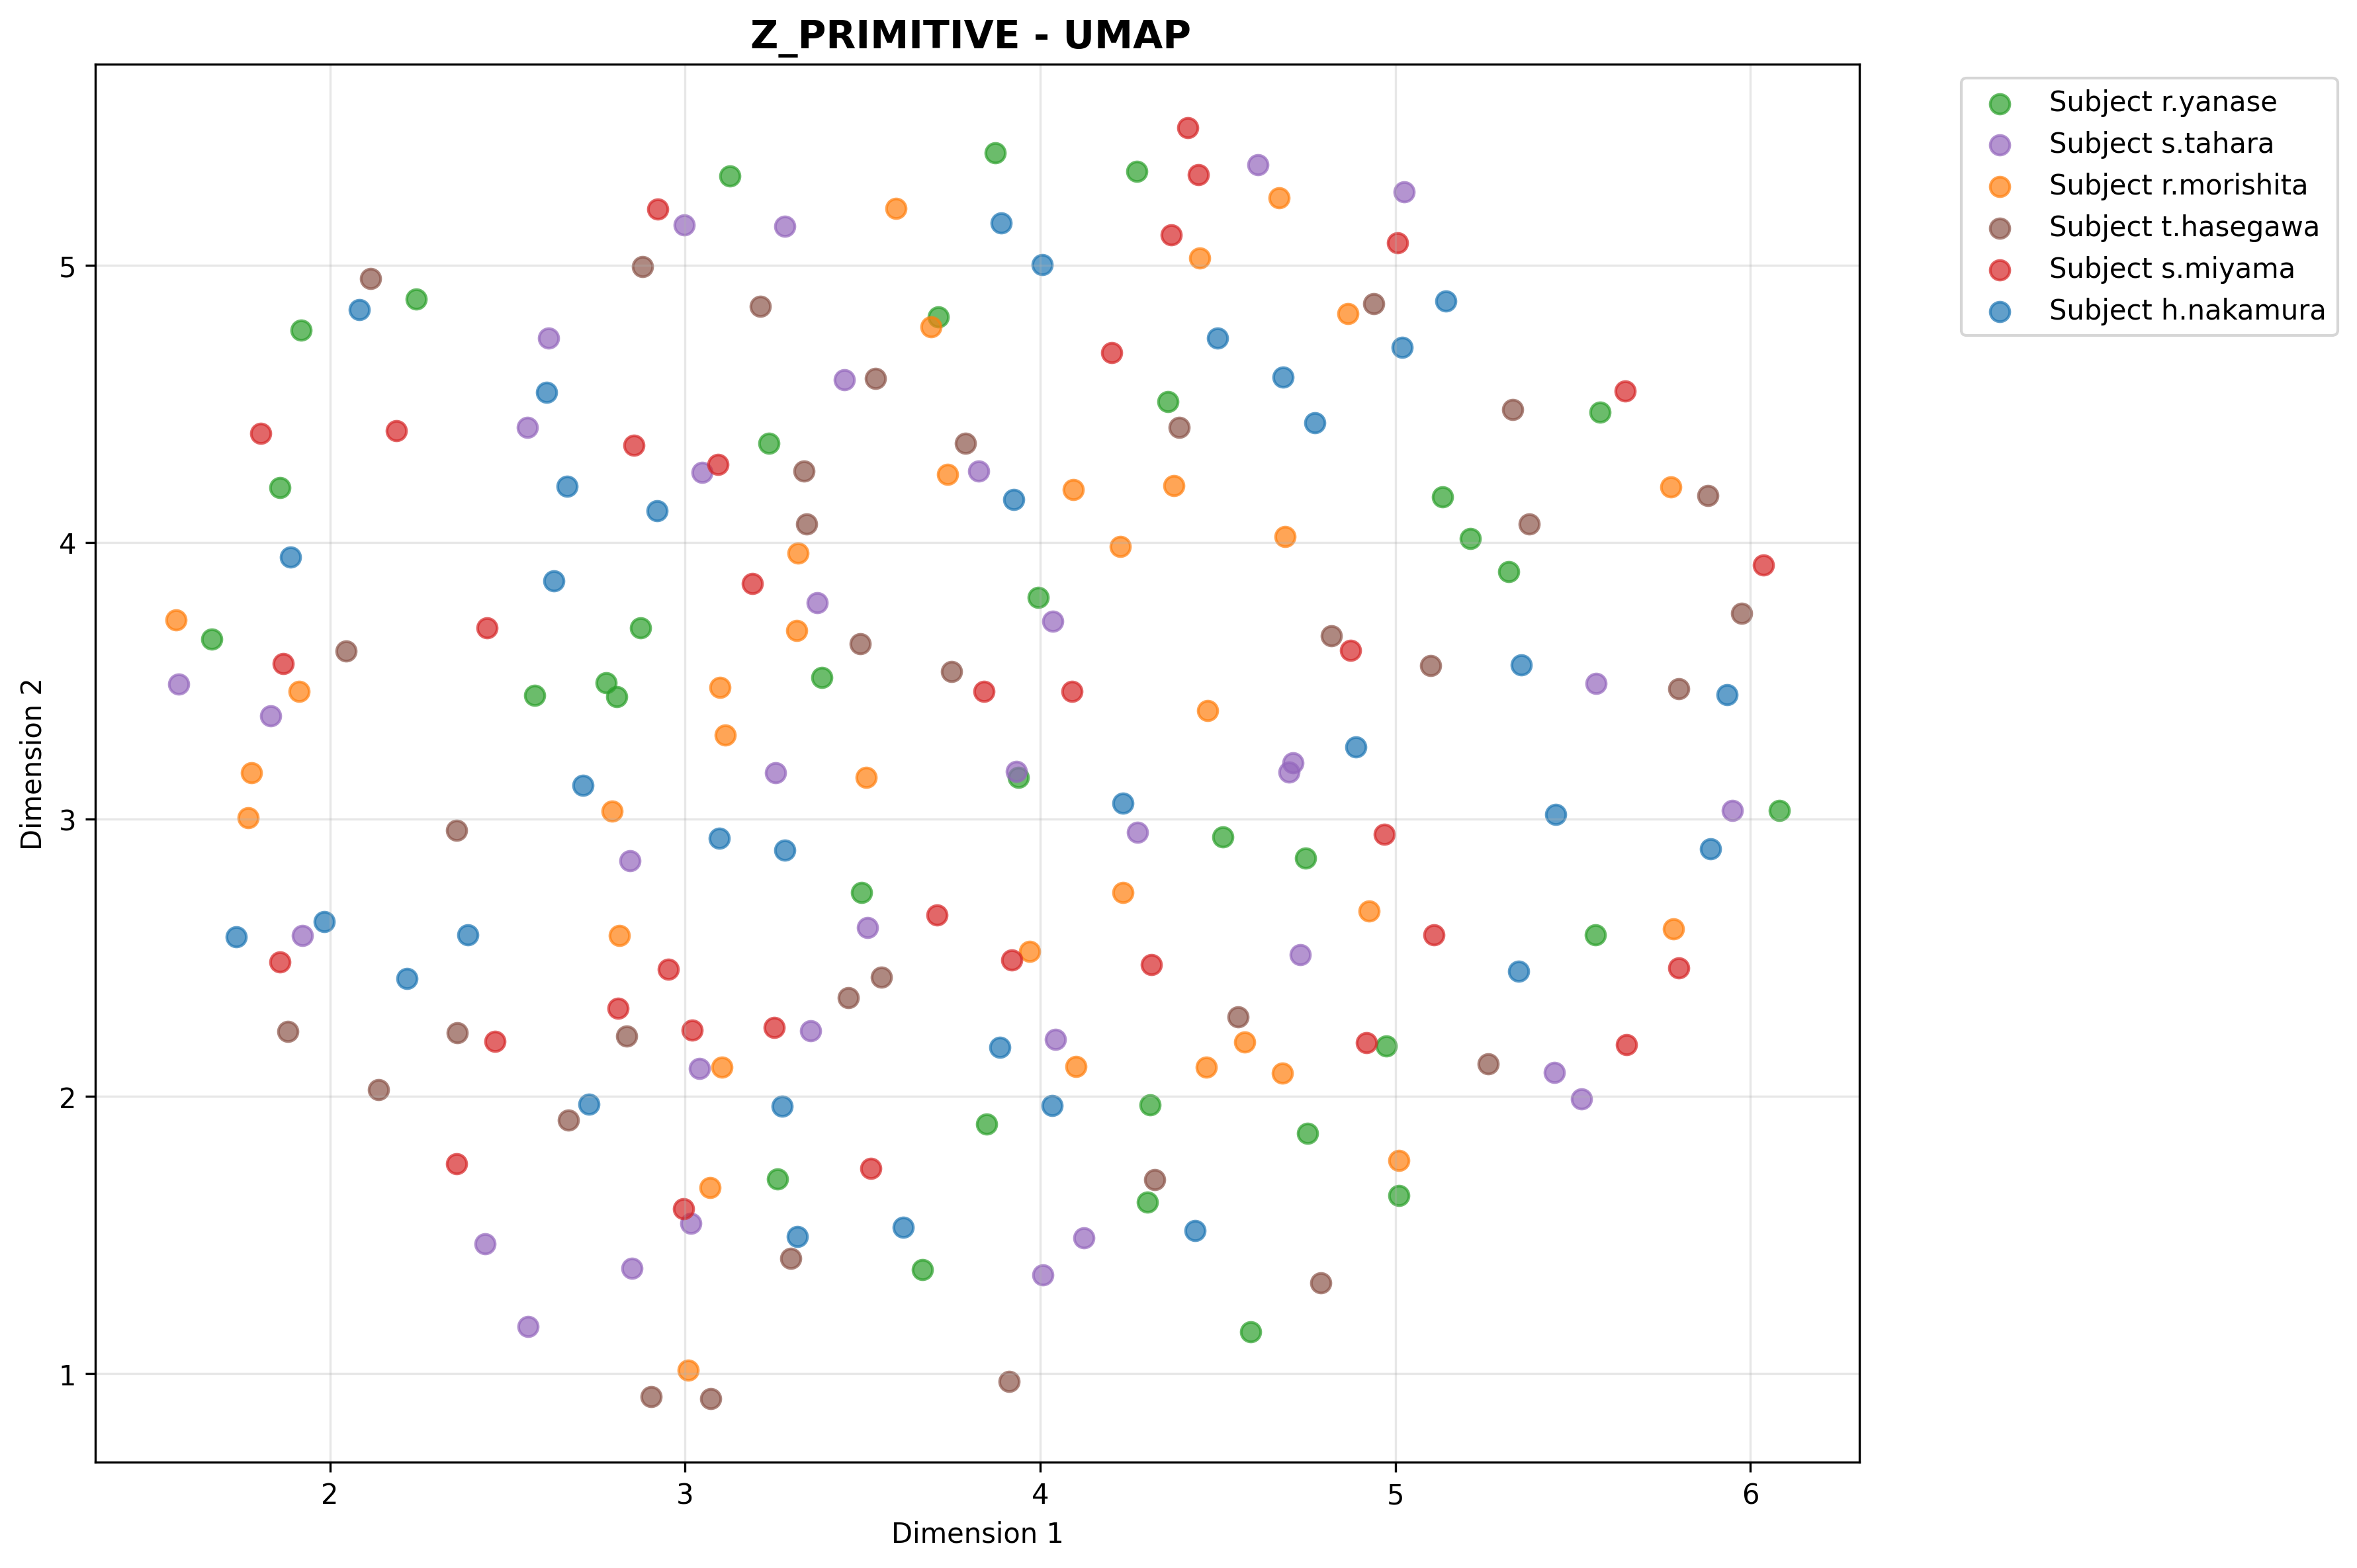 Z_PRIMITIVE - UMAP
Subject r.yanase
Subject s.tahara
Subject r.morishita
Subject t.hasegawa
Subject s.miyama
Subject h.nakamura
Dimension 2
5
4
3
2
1
2 3 4 5 6
Dimension 1